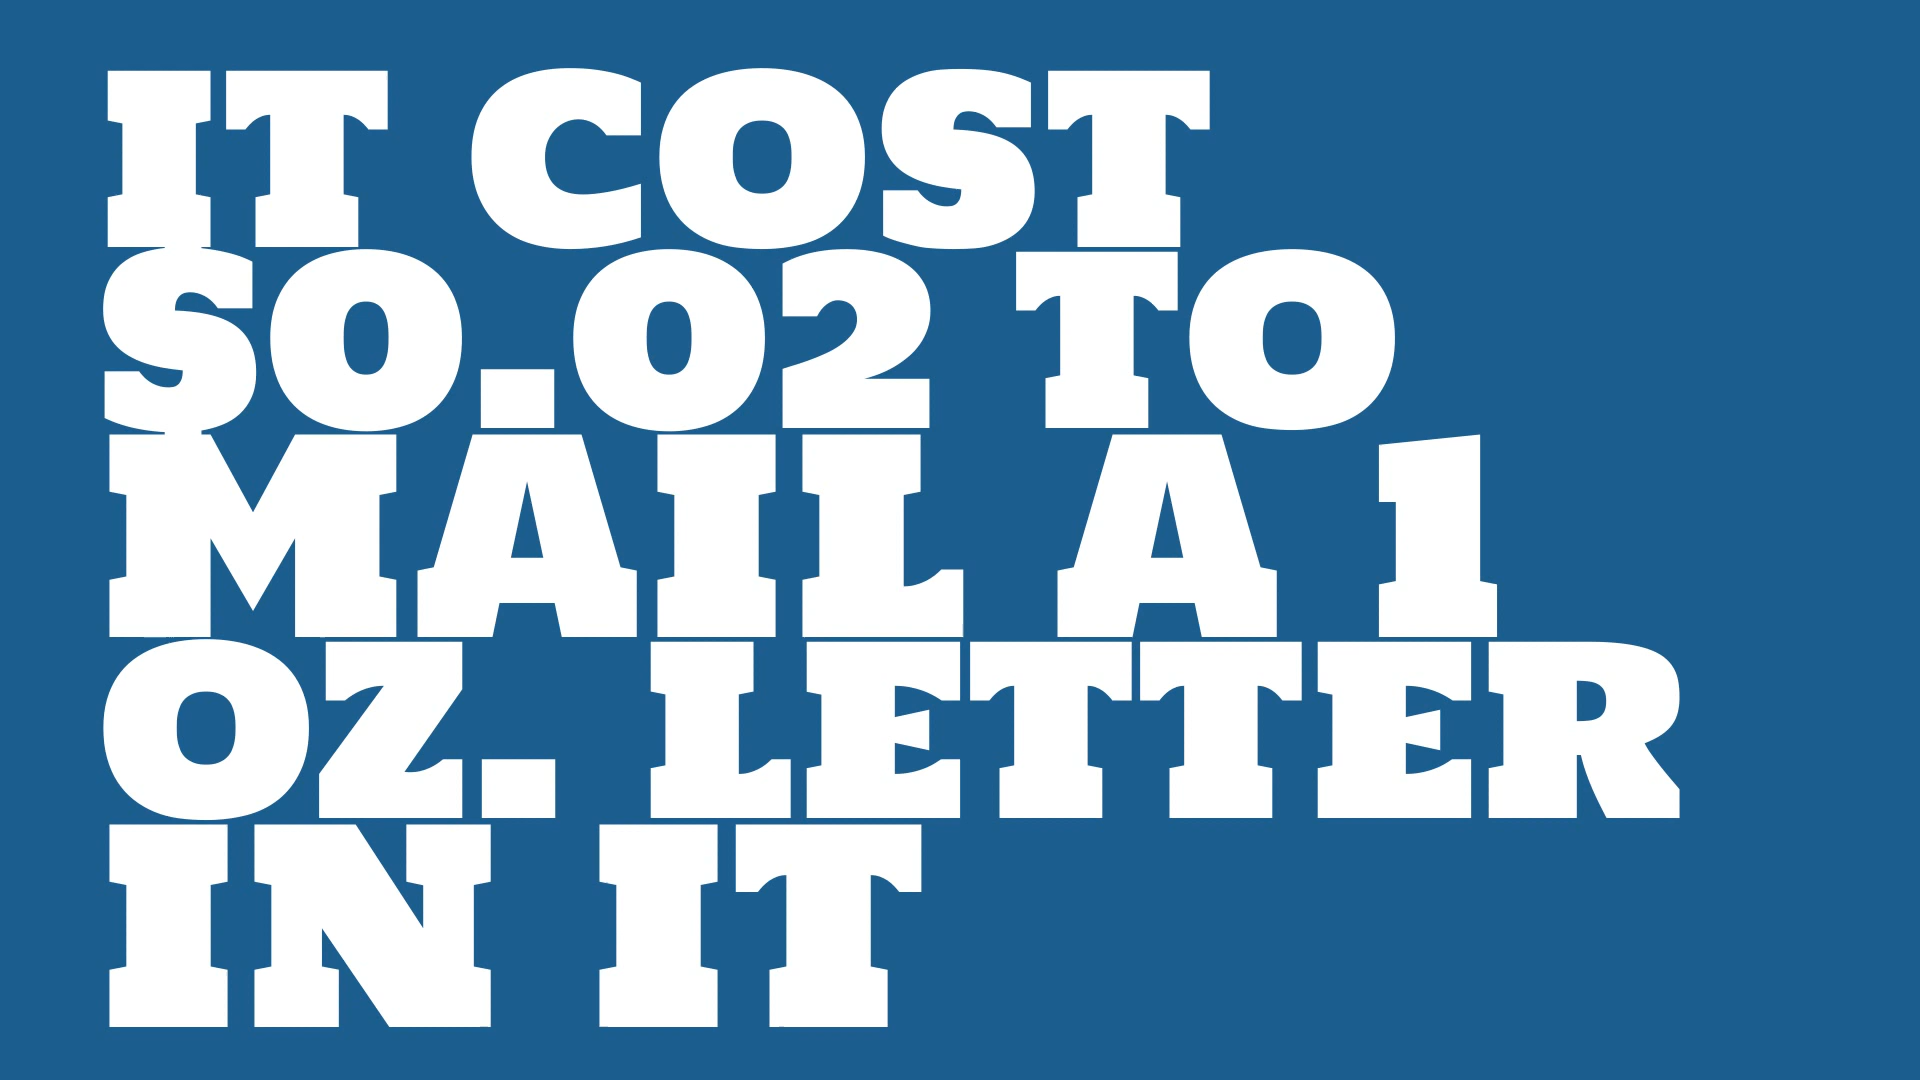 IT COST
$0.02 TO
MAIL A 1
OZ. LETTER
IN IT